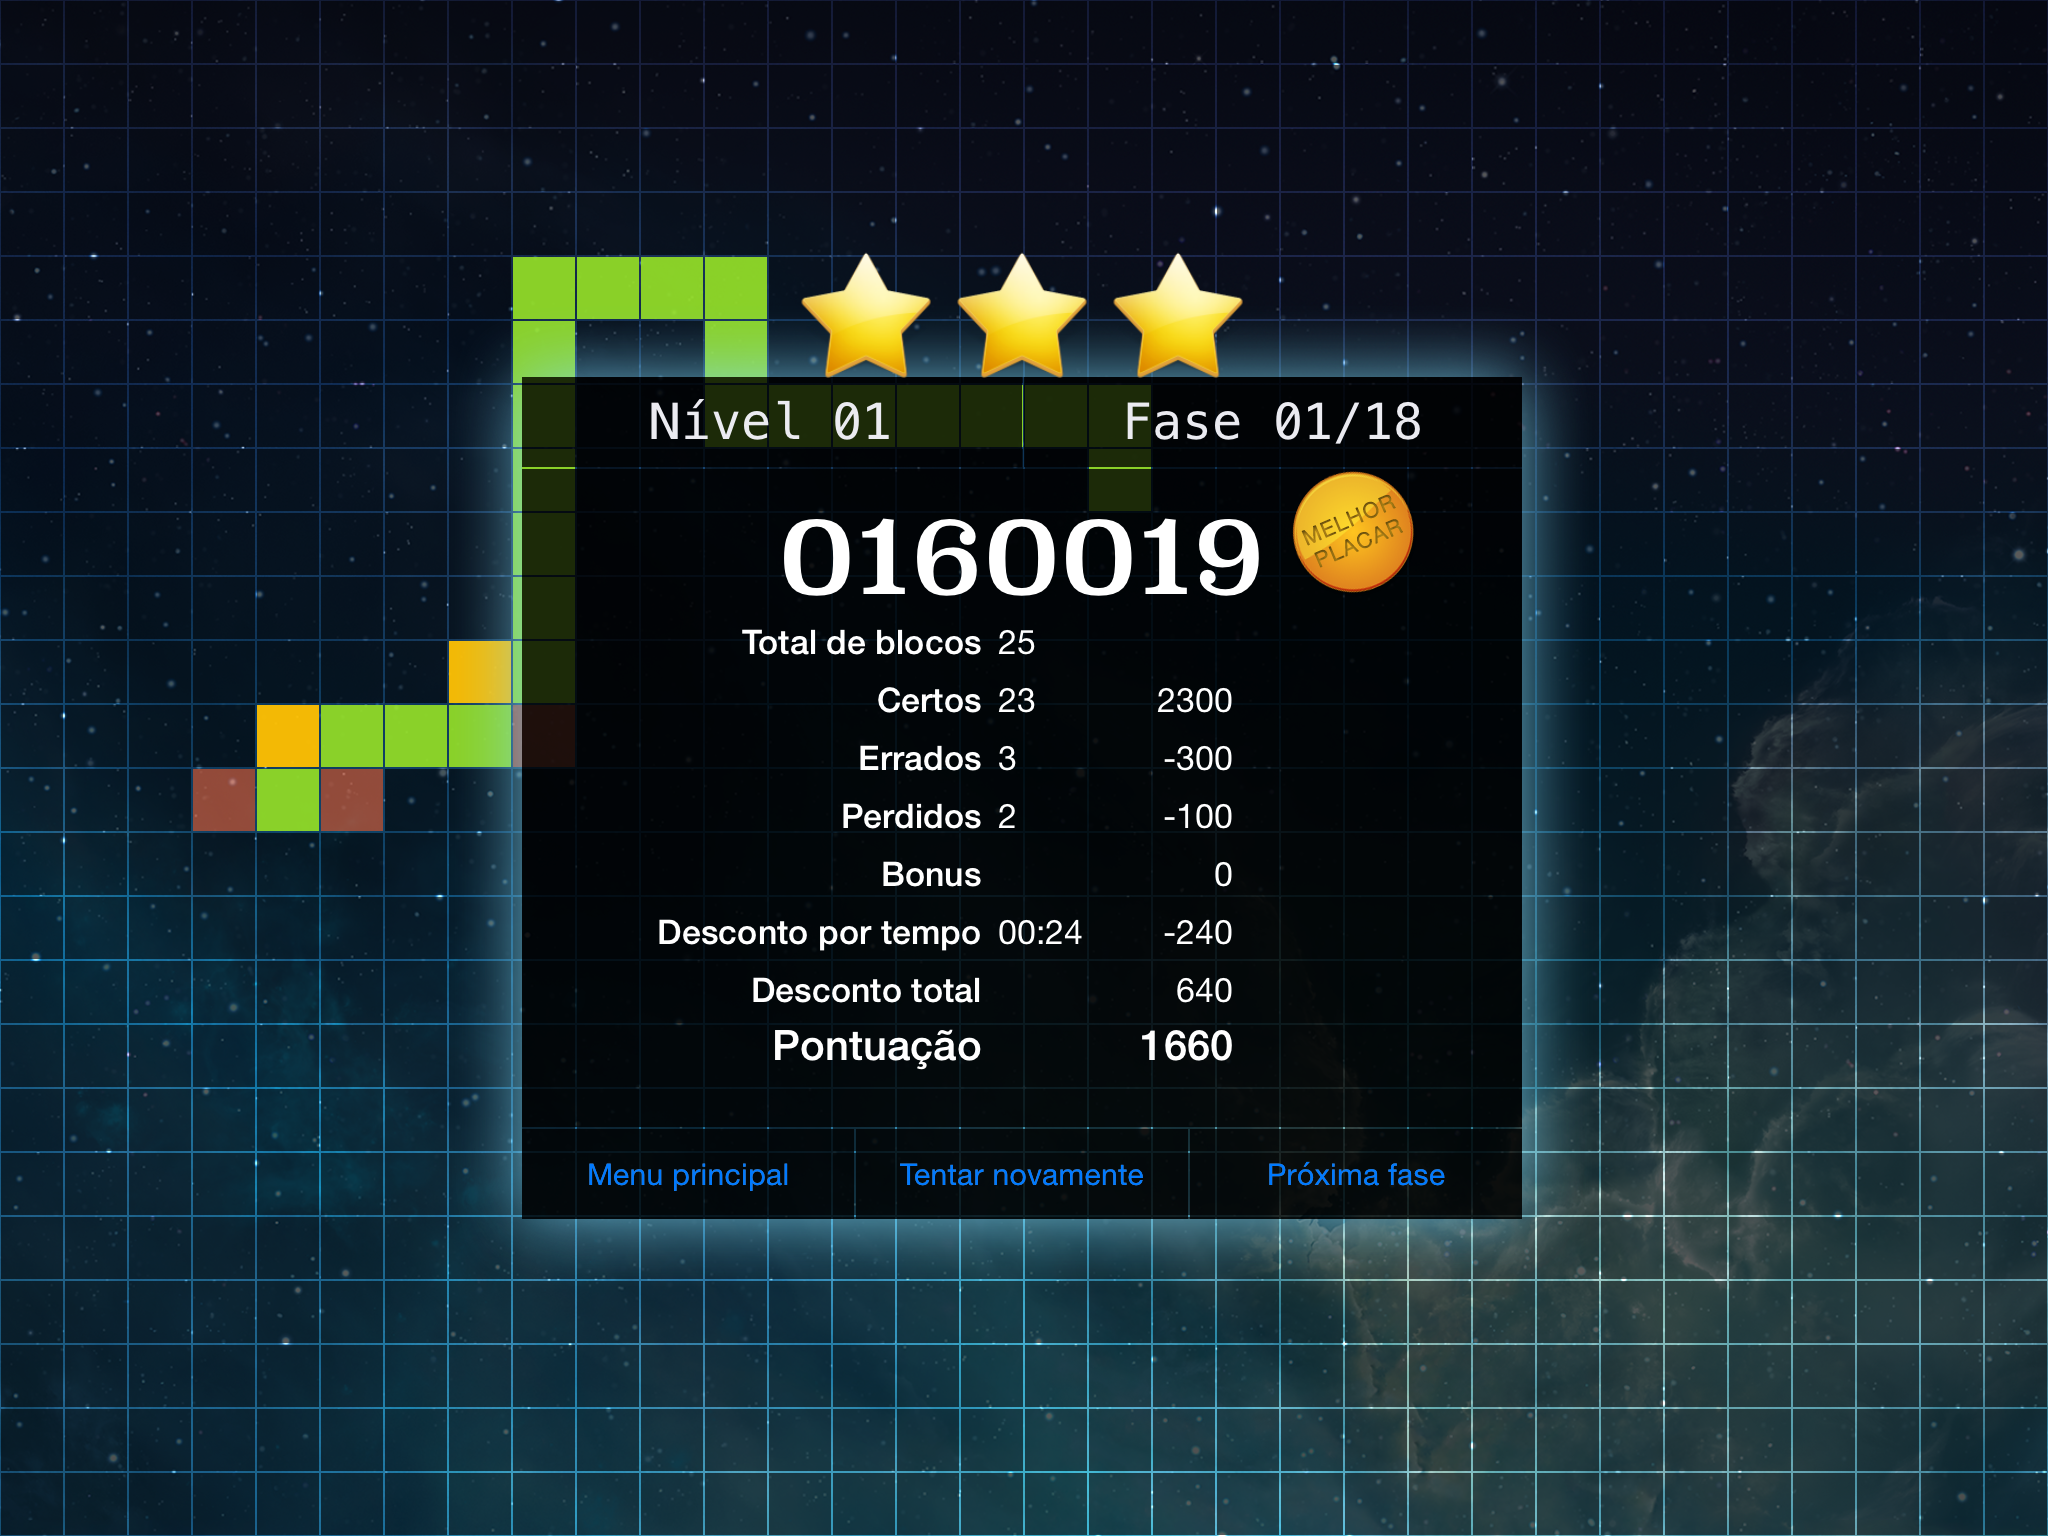 Nível 01 Fase 01/18
MELHOR
PLACAR
0160019
Total de blocos 25
Certos 23 2300
Errados 3 -300
Perdidos 2 -100
Bonus 0
Desconto por tempo 00:24 -240
Desconto total 640
Pontuação 1660
Menu principal Tentar novamente Próxima fase